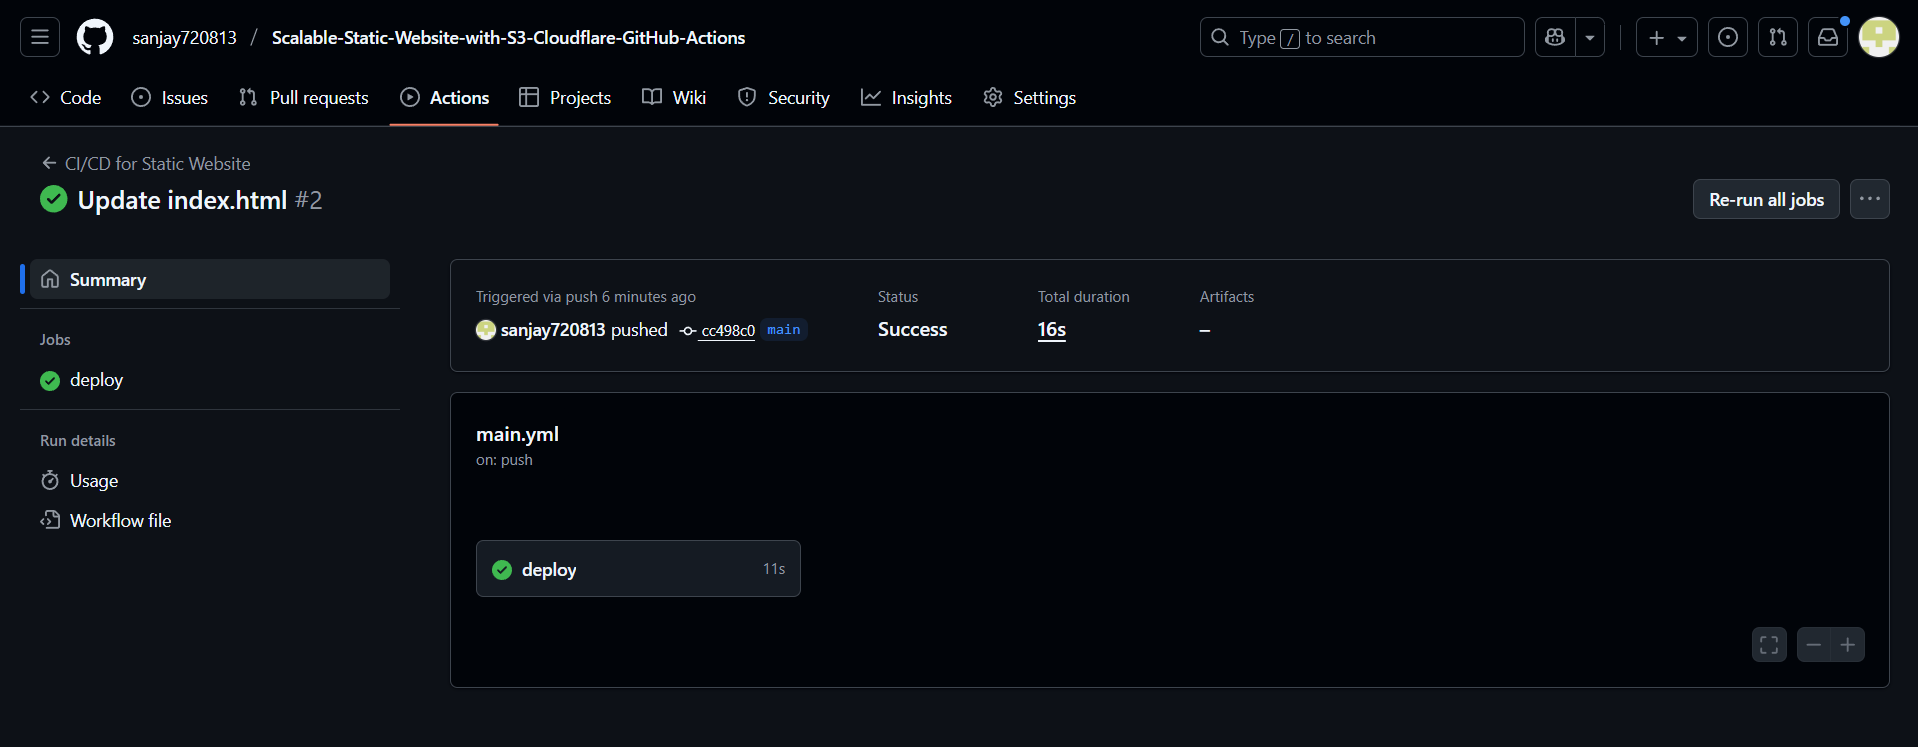 sanjay720813 / Scalable-Static-Website-with-S3-Cloudflare-GitHub-Actions
Type / to search
Code Issues Pull requests Actions Projects Wiki Security Insights Settings
CI/CD for Static Website
Update index.html #2
Re-run all jobs
Summary
Jobs
deploy
Run details
Usage
Workflow file
Triggered via push 6 minutes ago
sanjay720813 pushed cc498c0 main
Status
Success
Total duration
16s
Artifacts
–
main.yml
on: push
deploy 11s